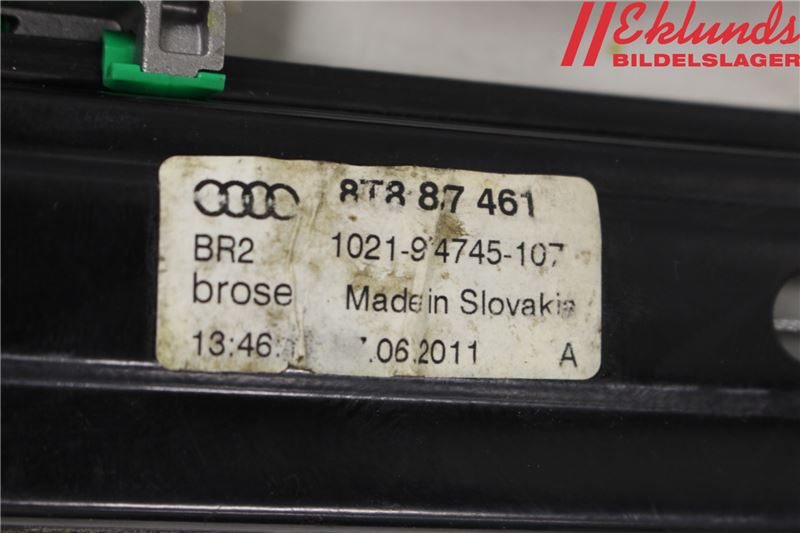 Eklunds
BILDELSLAGER
8T8 837 461
BR2 1021-94745-107
brose Made in Slovakia
13:46: .06.2011 A